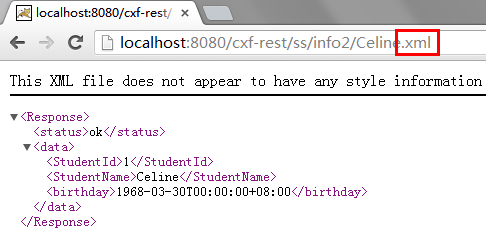 localhost:8080/cxf-rest/s
localhost:8080/cxf-rest/ss/info2/Celine.xml
This XML file does not appear to have any style information
<Response>
<status>ok</status>
<data>
<StudentId>1</StudentId>
<StudentName>Celine</StudentName>
<birthday>1968-03-30T00:00:00+08:00</birthday>
</data>
</Response>